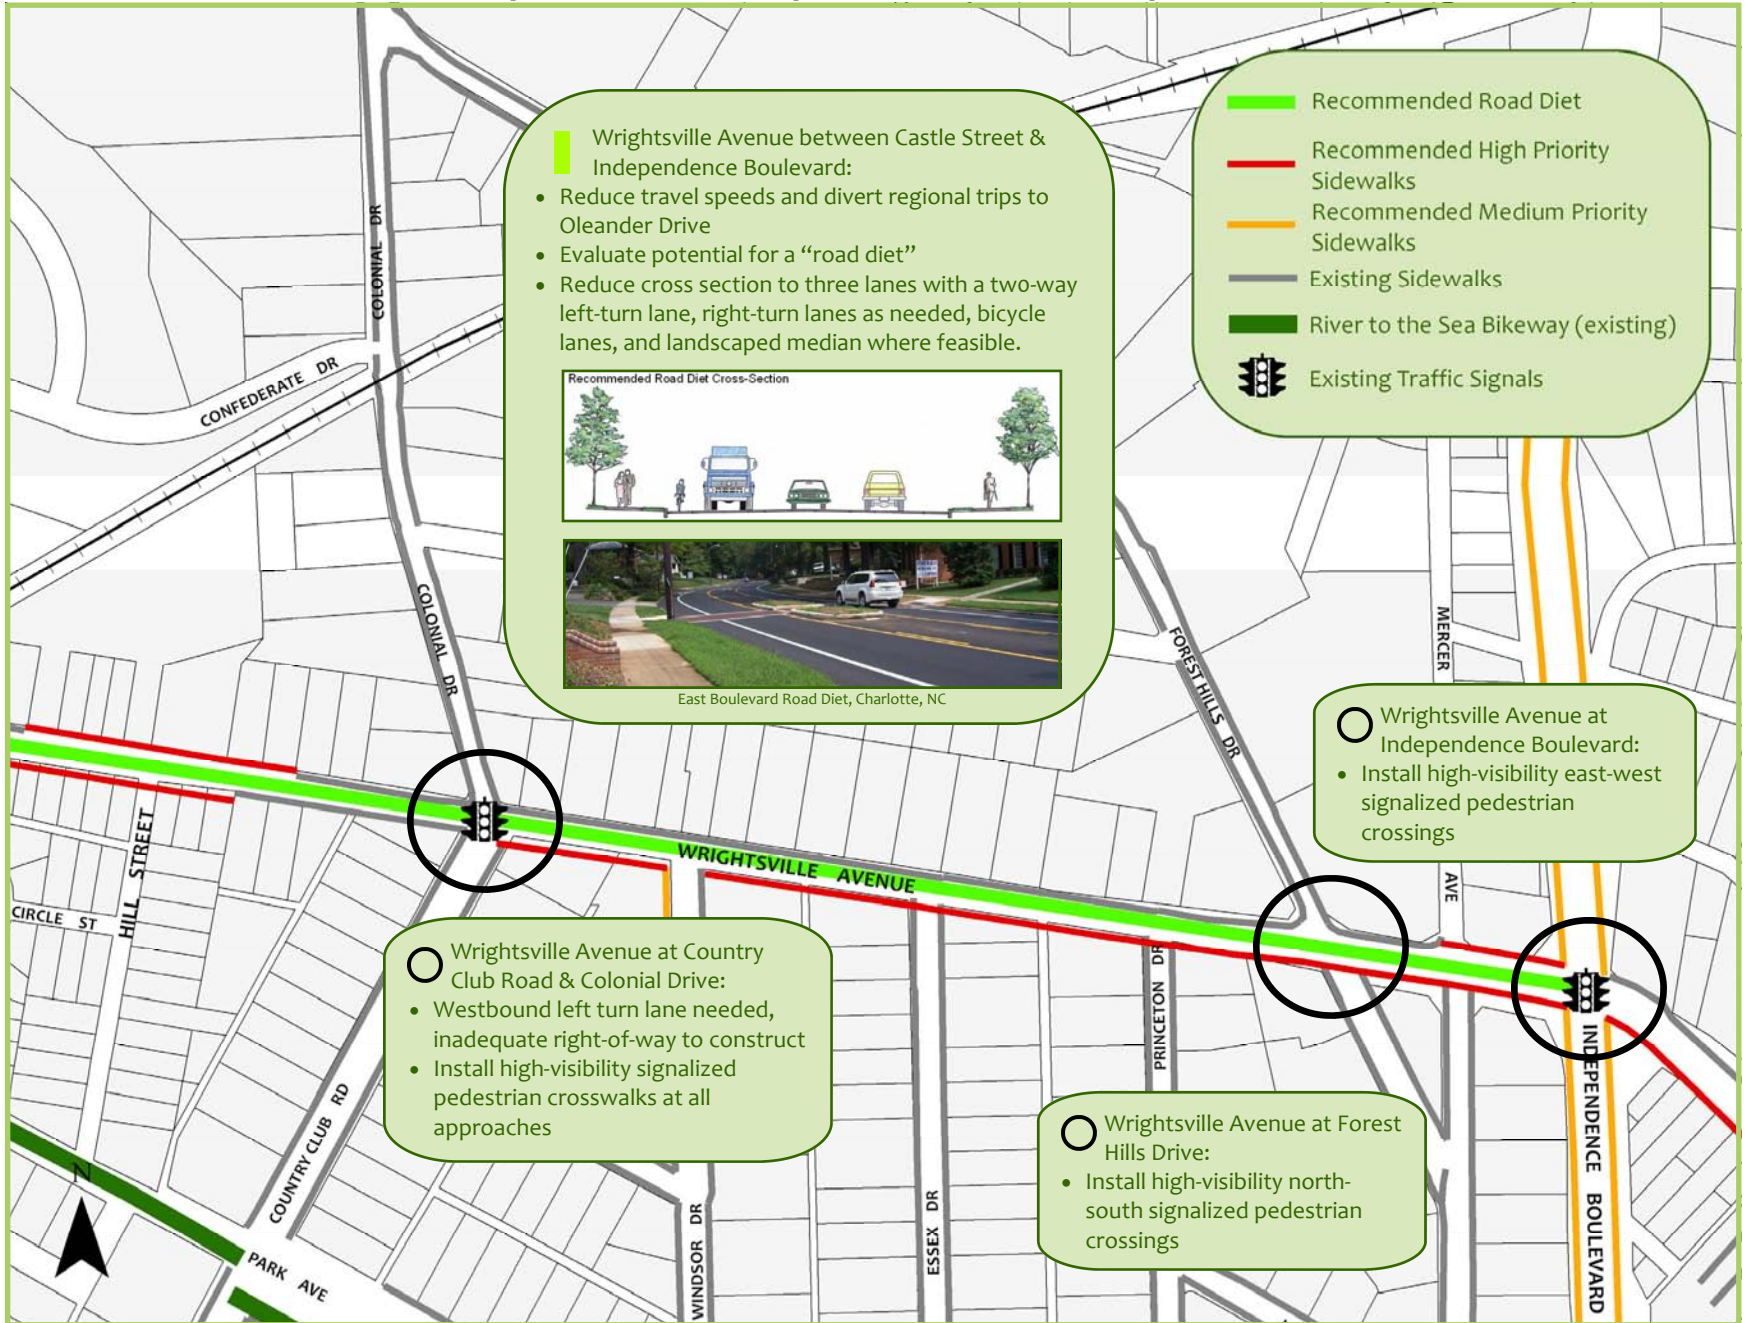 Wrightsville Avenue between Castle Street &
Independence Boulevard:
• Reduce travel speeds and divert regional trips to
Oleander Drive
• Evaluate potential for a “road diet”
• Reduce cross section to three lanes with a two-way
left-turn lane, right-turn lanes as needed, bicycle
lanes, and landscaped median where feasible.
Recommended Road Diet Cross-Section
East Boulevard Road Diet, Charlotte, NC
Recommended Road Diet
Recommended High Priority
Sidewalks
Recommended Medium Priority
Sidewalks
Existing Sidewalks
River to the Sea Bikeway (existing)
Existing Traffic Signals
COLONIAL DR
CONFEDERATE DR
COLONIAL DR
FOREST HILLS DR
MERCER
AVE
Wrightsville Avenue at
Independence Boulevard:
• Install high-visibility east-west
signalized pedestrian
crossings
WRIGHTSVILLE AVENUE
HILL STREET
CIRCLE ST
Wrightsville Avenue at Country
Club Road & Colonial Drive:
• Westbound left turn lane needed,
inadequate right-of-way to construct
• Install high-visibility signalized
pedestrian crosswalks at all
approaches
PRINCETON DR
INDEPENDENCE BOULEVARD
Wrightsville Avenue at Forest
Hills Drive:
• Install high-visibility north-
south signalized pedestrian
crossings
COUNTRY CLUB RD
N
PARK AVE
WINDSOR DR
ESSEX DR